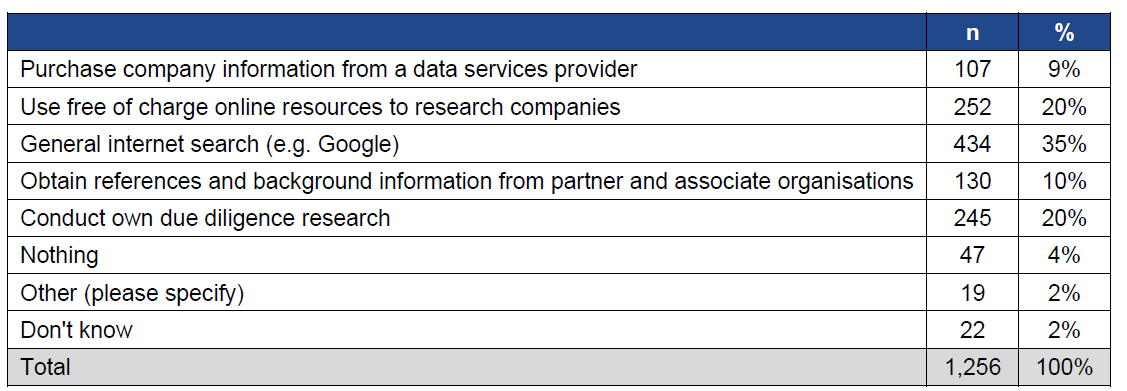 n %
Purchase company information from a data services provider 107 9%
Use free of charge online resources to research companies 252 20%
General internet search (e.g. Google) 434 35%
Obtain references and background information from partner and associate organisations 130 10%
Conduct own due diligence research 245 20%
Nothing 47 4%
Other (please specify) 19 2%
Don't know 22 2%
Total 1,256 100%